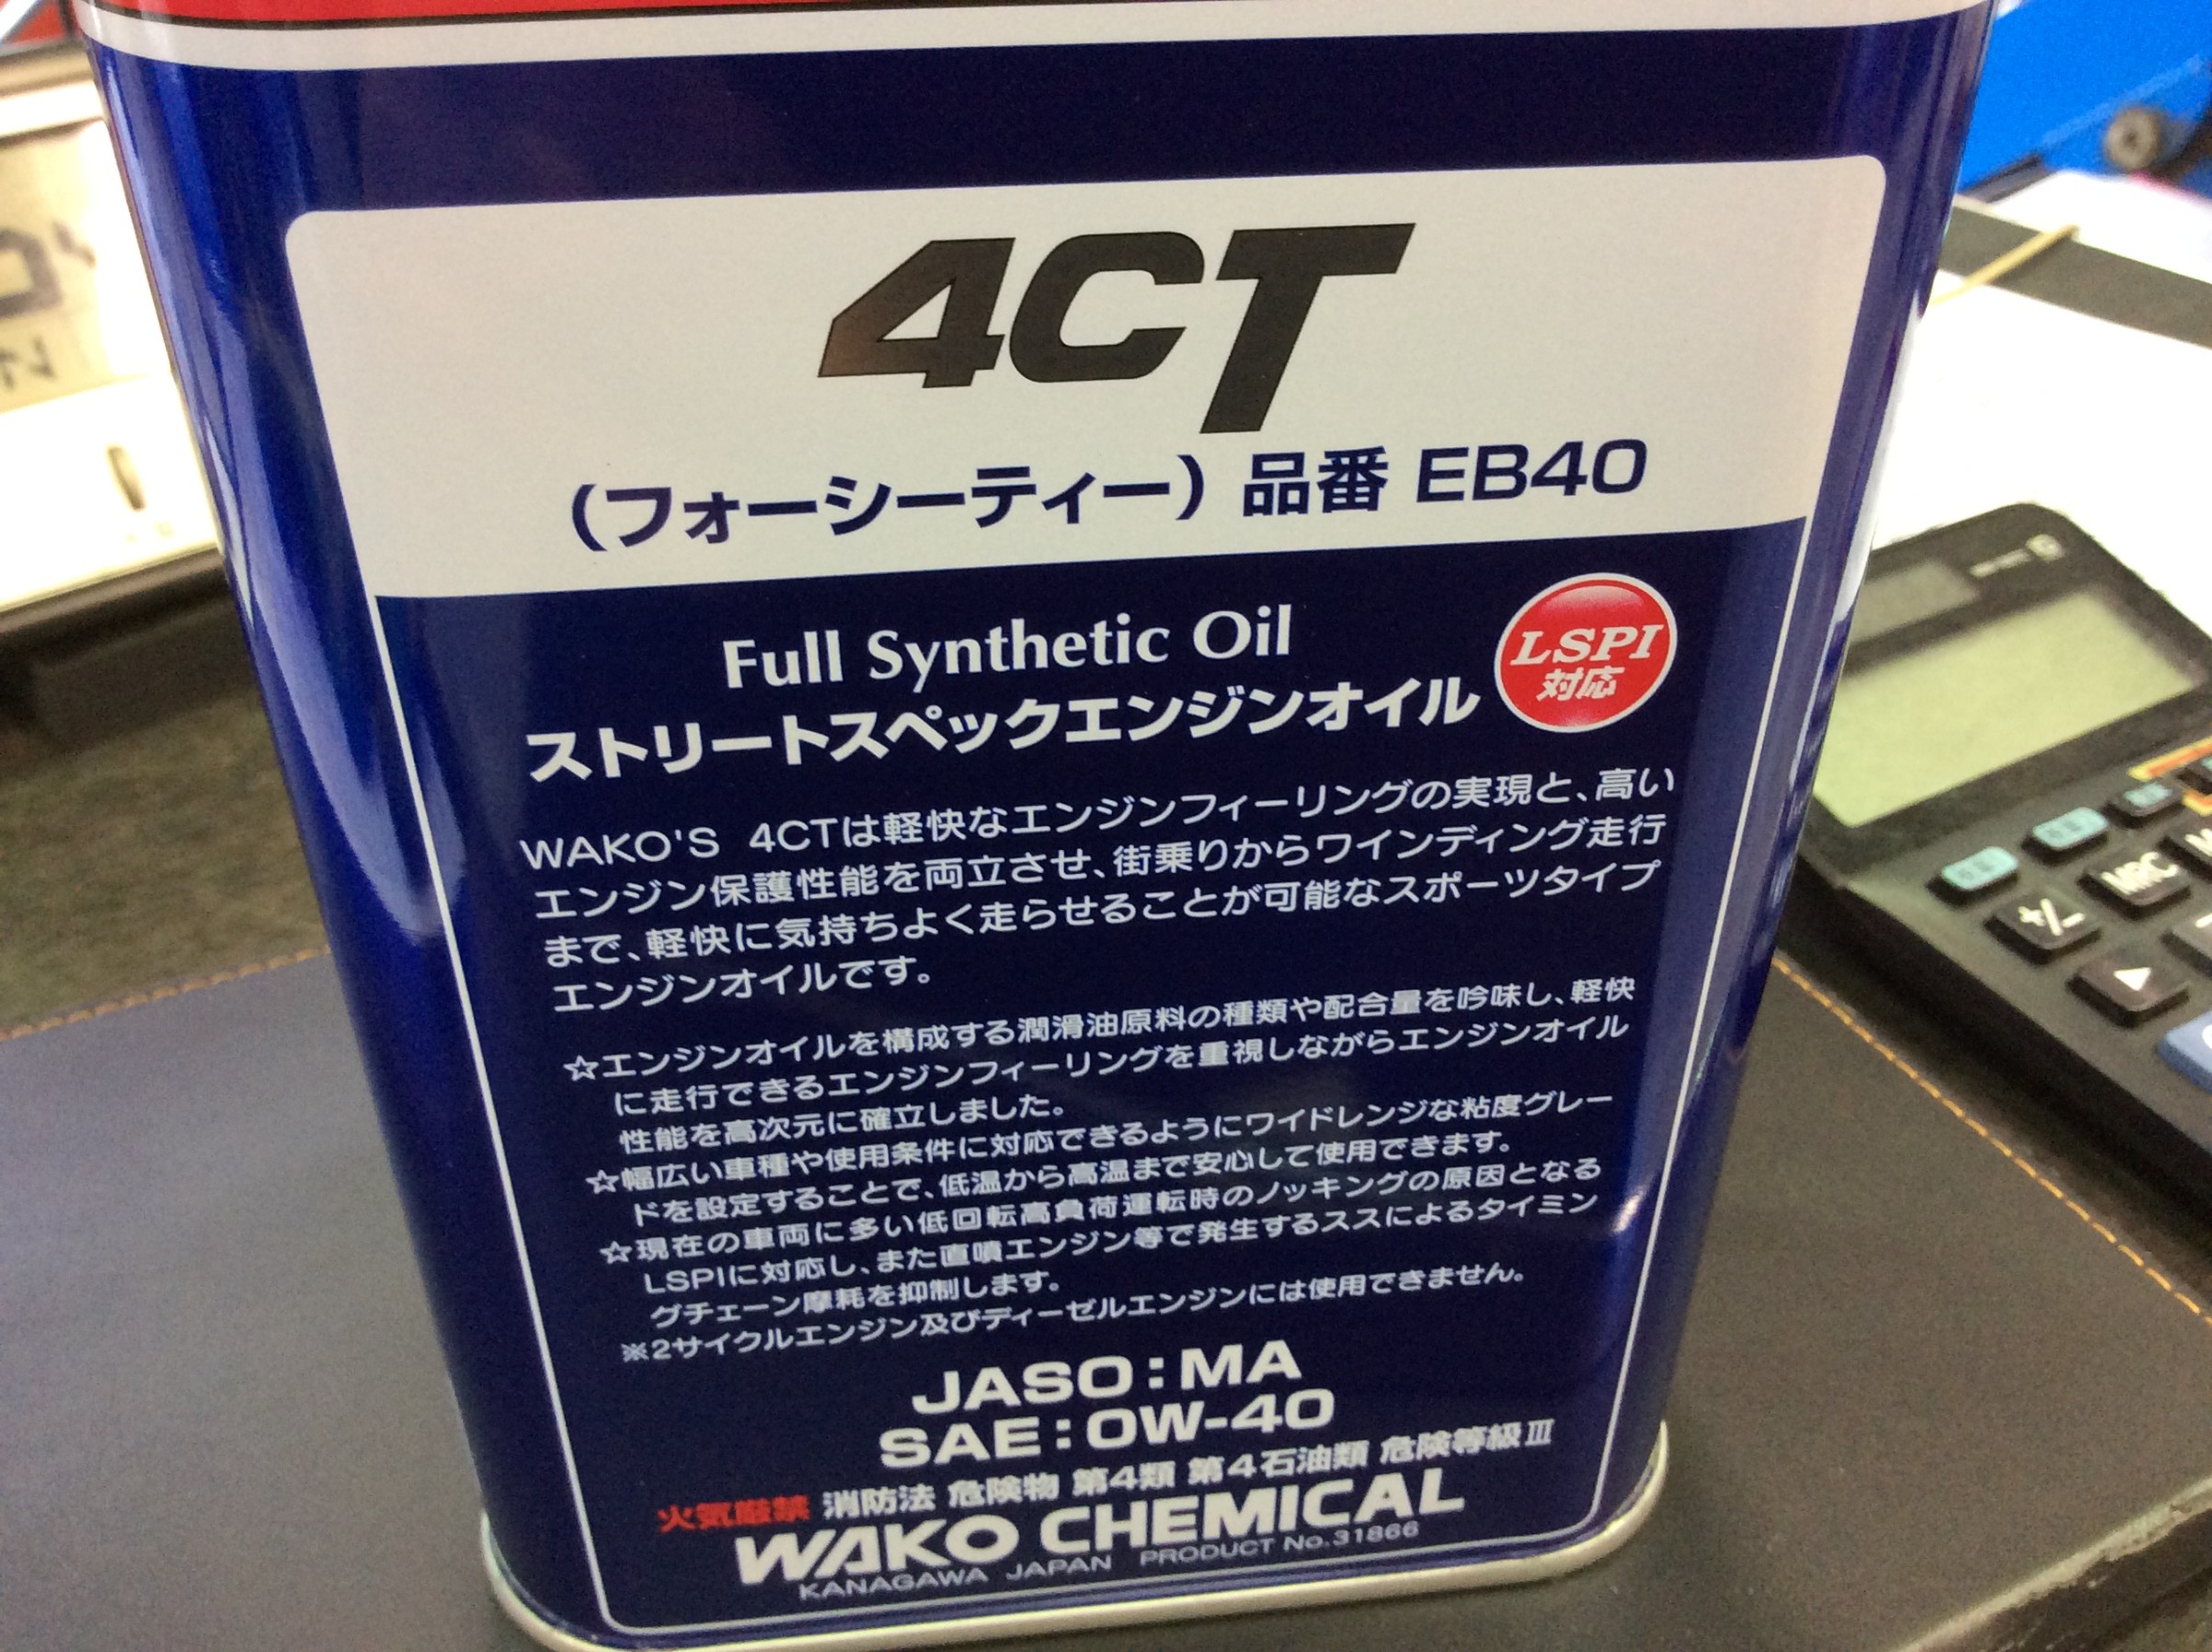 4CT
(フォーシーティー) 品番 EB40
Full Synthetic Oil
LSPI
対応
ストリートスペックエンジンオイル
WAKO'S 4CTは軽快なエンジンフィーリングの実現と、高い
エンジン保護性能を両立させ、街乗りからワインディング走行
まで、軽快に気持ちよく走らせることが可能なスポーツタイプ
エンジンオイルです。
☆エンジンオイルを構成する潤滑油原料の種類や配合量を吟味し、軽快
に走行できるエンジンフィーリングを重視しながらエンジンオイル
性能を高次元に確立しました。
☆幅広い車種や使用条件に対応できるようにワイドレンジな粘度グレー
ドを設定することで、低温から高温まで安心して使用できます。
☆現在の車両に多い低回転高負荷運転時のノッキングの原因となる
LSPIに対応し、また直噴エンジン等で発生するススによるタイミン
グチェーン摩耗を抑制します。
※2サイクルエンジン及びディーゼルエンジンには使用できません。
JASO:MA
SAE:0W-40
火気厳禁 消防法 危険物 第4類 第4石油類 危険等級Ⅲ
WAKO CHEMICAL
KANAGAWA JAPAN PRODUCT No.31866
MRC
+/-